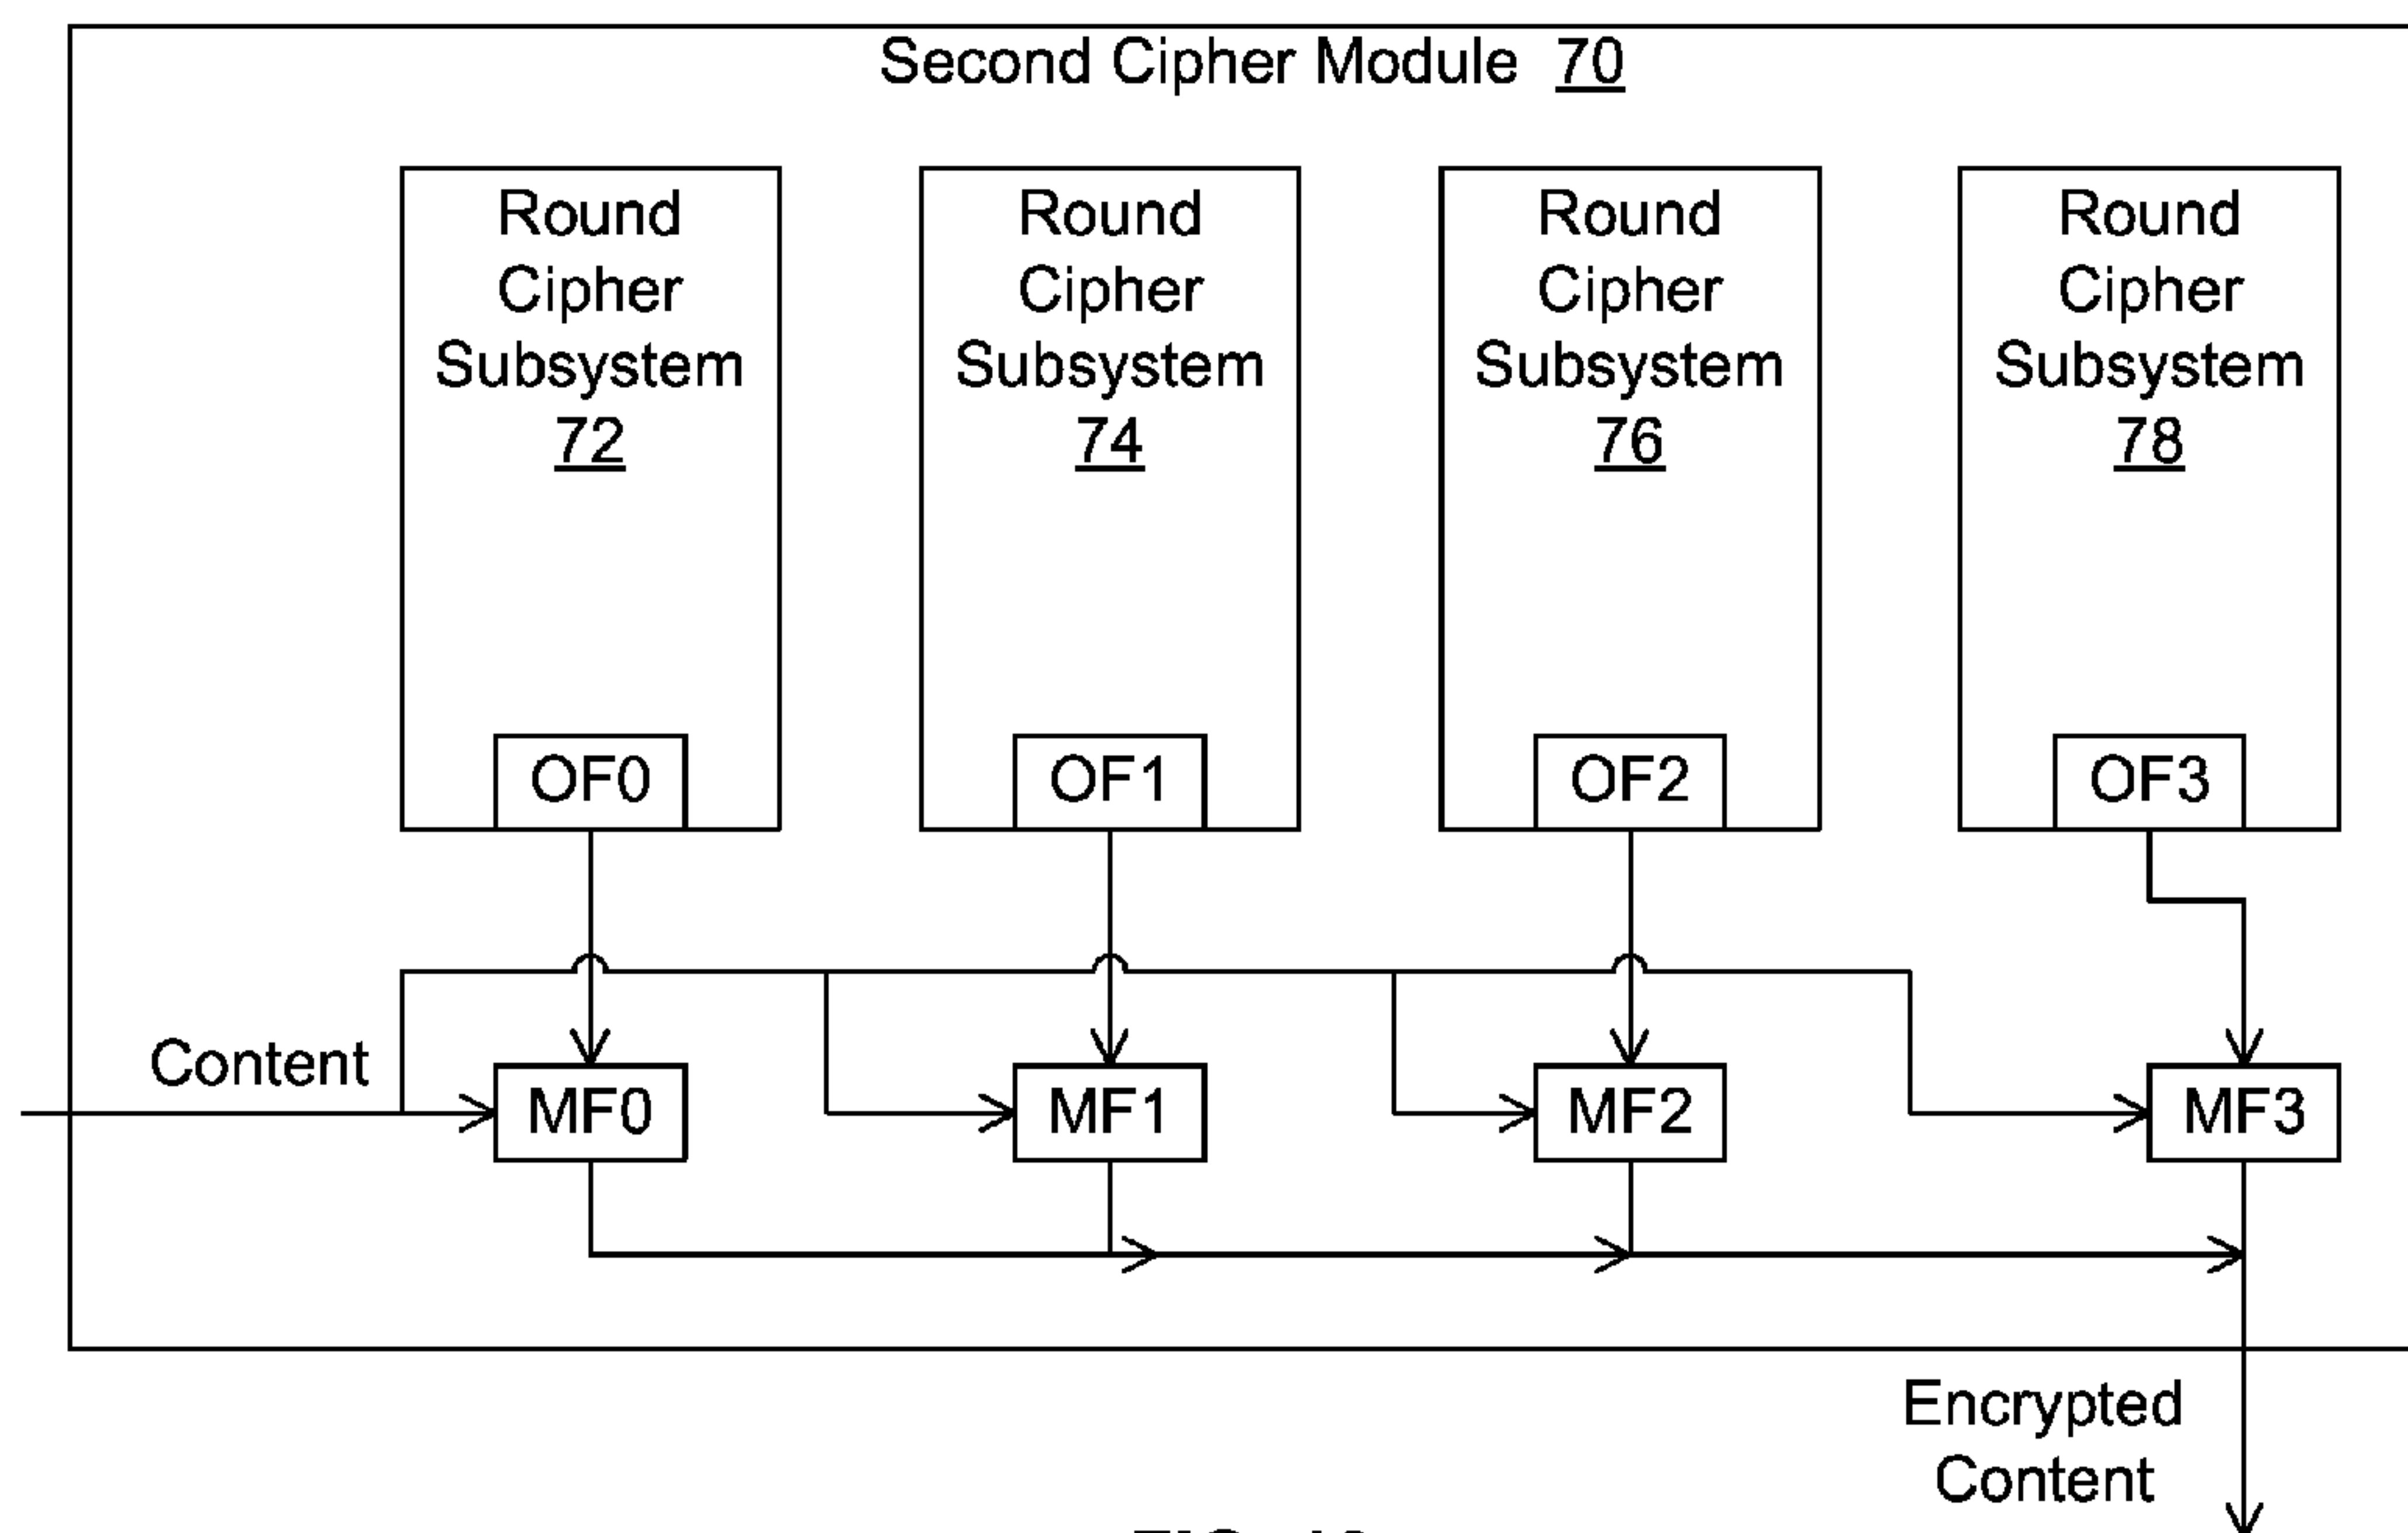 Second Cipher Module 70
Round
Cipher
Subsystem
72
Round
Cipher
Subsystem
74
Round
Cipher
Subsystem
76
Round
Cipher
Subsystem
78
OF0
OF1
OF2
OF3
Content
MF0
MF1
MF2
MF3
Encrypted
Content